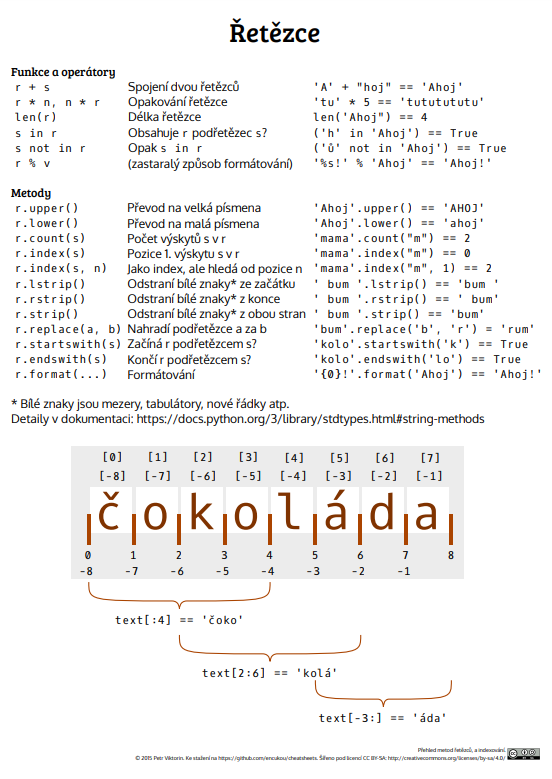 Řetězce
Funkce a operátory
r + s Spojení dvou řetězců 'A' + "hoj" == 'Ahoj'
r * n, n * r Opakování řetězce 'tu' * 5 == 'tutututututu'
len(r) Délka řetězce len('Ahoj") == 4
s in r Obsahuje r podřetězec s? ('h' in 'Ahoj') == True
s not in r Opak s in r ('ů' not in 'Ahoj') == True
r % v (zastaralý způsob formátování) '%s!' % 'Ahoj' == 'Ahoj!'
Metody
r.upper() Převod na velká písmena 'Ahoj'.upper() == 'AHOJ'
r.lower() Převod na malá písmena 'Ahoj'.lower() == 'ahoj'
r.count(s) Počet výskytů s v r 'mama'.count("m") == 2
r.index(s) Pozice 1. výskytu s v r 'mama'.index("m") == 0
r.index(s, n) Jako index, ale hledá od pozice n 'mama'.index("m", 1) == 2
r.lstrip() Odstraní bílé znaky* ze začátku ' bum '.lstrip() == 'bum '
r.rstrip() Odstraní bílé znaky* z konce ' bum '.rstrip() == ' bum'
r.strip() Odstraní bílé znaky* z obou stran ' bum '.strip() == 'bum'
r.replace(a, b) Nahradí podřetězce a za b 'bum'.replace('b', 'r') = 'rum'
r.startswith(s) Začíná r podřetězcem s? 'kolo'.startswith('k') == True
r.endswith(s) Končí r podřetězcem s? 'kolo'.endswith('lo') == True
r.format(...) Formátování '{0}!'.format('Ahoj') == 'Ahoj!'
* Bílé znaky jsou mezery, tabulátory, nové řádky atp.
Detaily v dokumentaci: https://docs.python.org/3/library/stdtypes.html#string-methods
[0] [1] [2] [3] [4] [5] [6] [7]
[-8] [-7] [-6] [-5] [-4] [-3] [-2] [-1]
čokoláda
0 1 2 3 4 5 6 7 8
-8 -7 -6 -5 -4 -3 -2 -1
text[:4] == 'čoko'
text[2:6] == 'kolá'
text[-3:] == 'áda'
Přehled metod řetězců, a indexování.
© 2015 Petr Viktorin. Ke stažení na https://github.com/encukou/cheatsheets. Šířeno pod licencí CC BY-SA: http://creativecommons.org/licenses/by-sa/4.0/